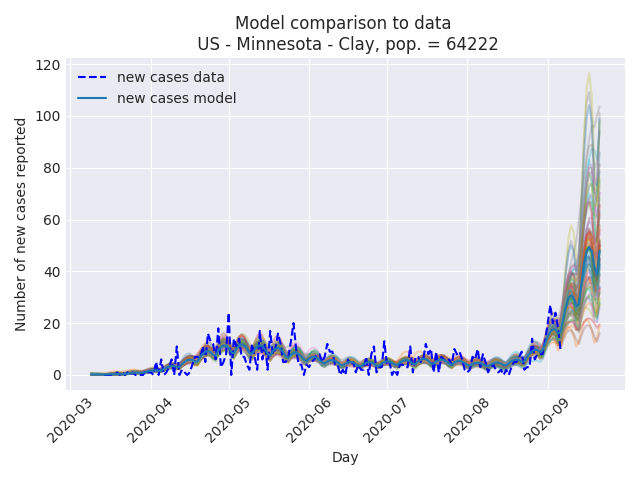 Model comparison to data
US - Minnesota - Clay, pop. = 64222
120
100
80
60
40
20
0
Number of new cases reported
new cases data
new cases model
2020-03
2020-04
2020-05
2020-06
2020-07
2020-08
2020-09
Day